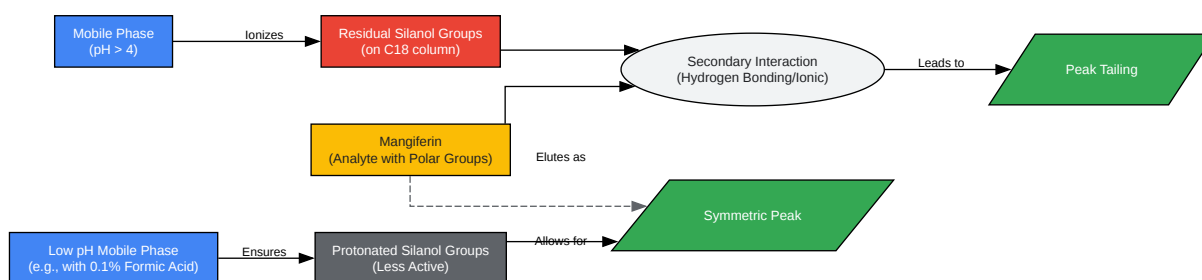 Mobile Phase
(pH > 4)
Ionizes
Residual Silanol Groups
(on C18 column)
Secondary Interaction
(Hydrogen Bonding/Ionic)
Leads to
Peak Tailing
Mangiferin
(Analyte with Polar Groups)
Elutes as
Symmetric Peak
Low pH Mobile Phase
(e.g., with 0.1% Formic Acid)
Ensures
Protonated Silanol Groups
(Less Active)
Allows for